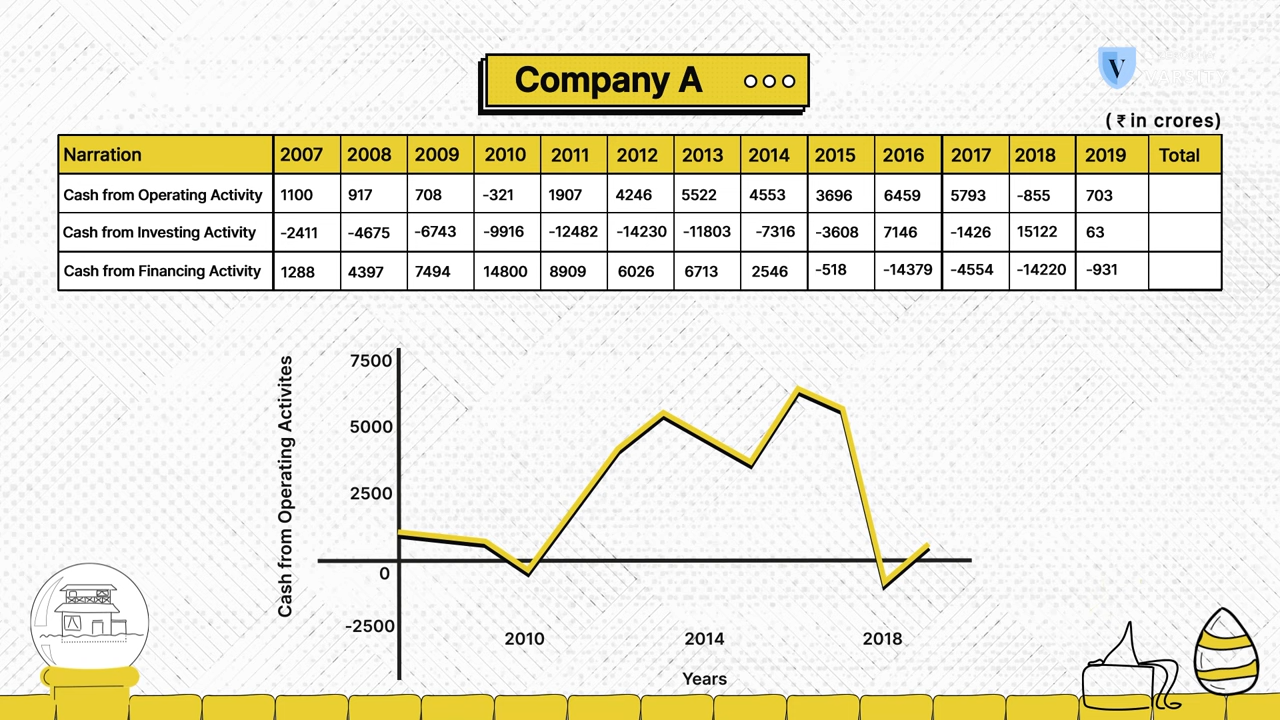 Company A
V
(₹ in crores)
Narration 2007 2008 2009 2010 2011 2012 2013 2014 2015 2016 2017 2018 2019 Total
Cash from Operating Activity 1100 917 708 -321 1907 4246 5522 4553 3696 6459 5793 -855 703
Cash from Investing Activity -2411 -4675 -6743 -9916 -12482 -14230 -11803 -7316 -3608 7146 -1426 15122 63
Cash from Financing Activity 1288 4397 7494 14800 8909 6026 6713 2546 -518 -14379 -4554 -14220 -931
Cash from Operating Activites
7500
5000
2500
0
-2500
2010 2014 2018
Years